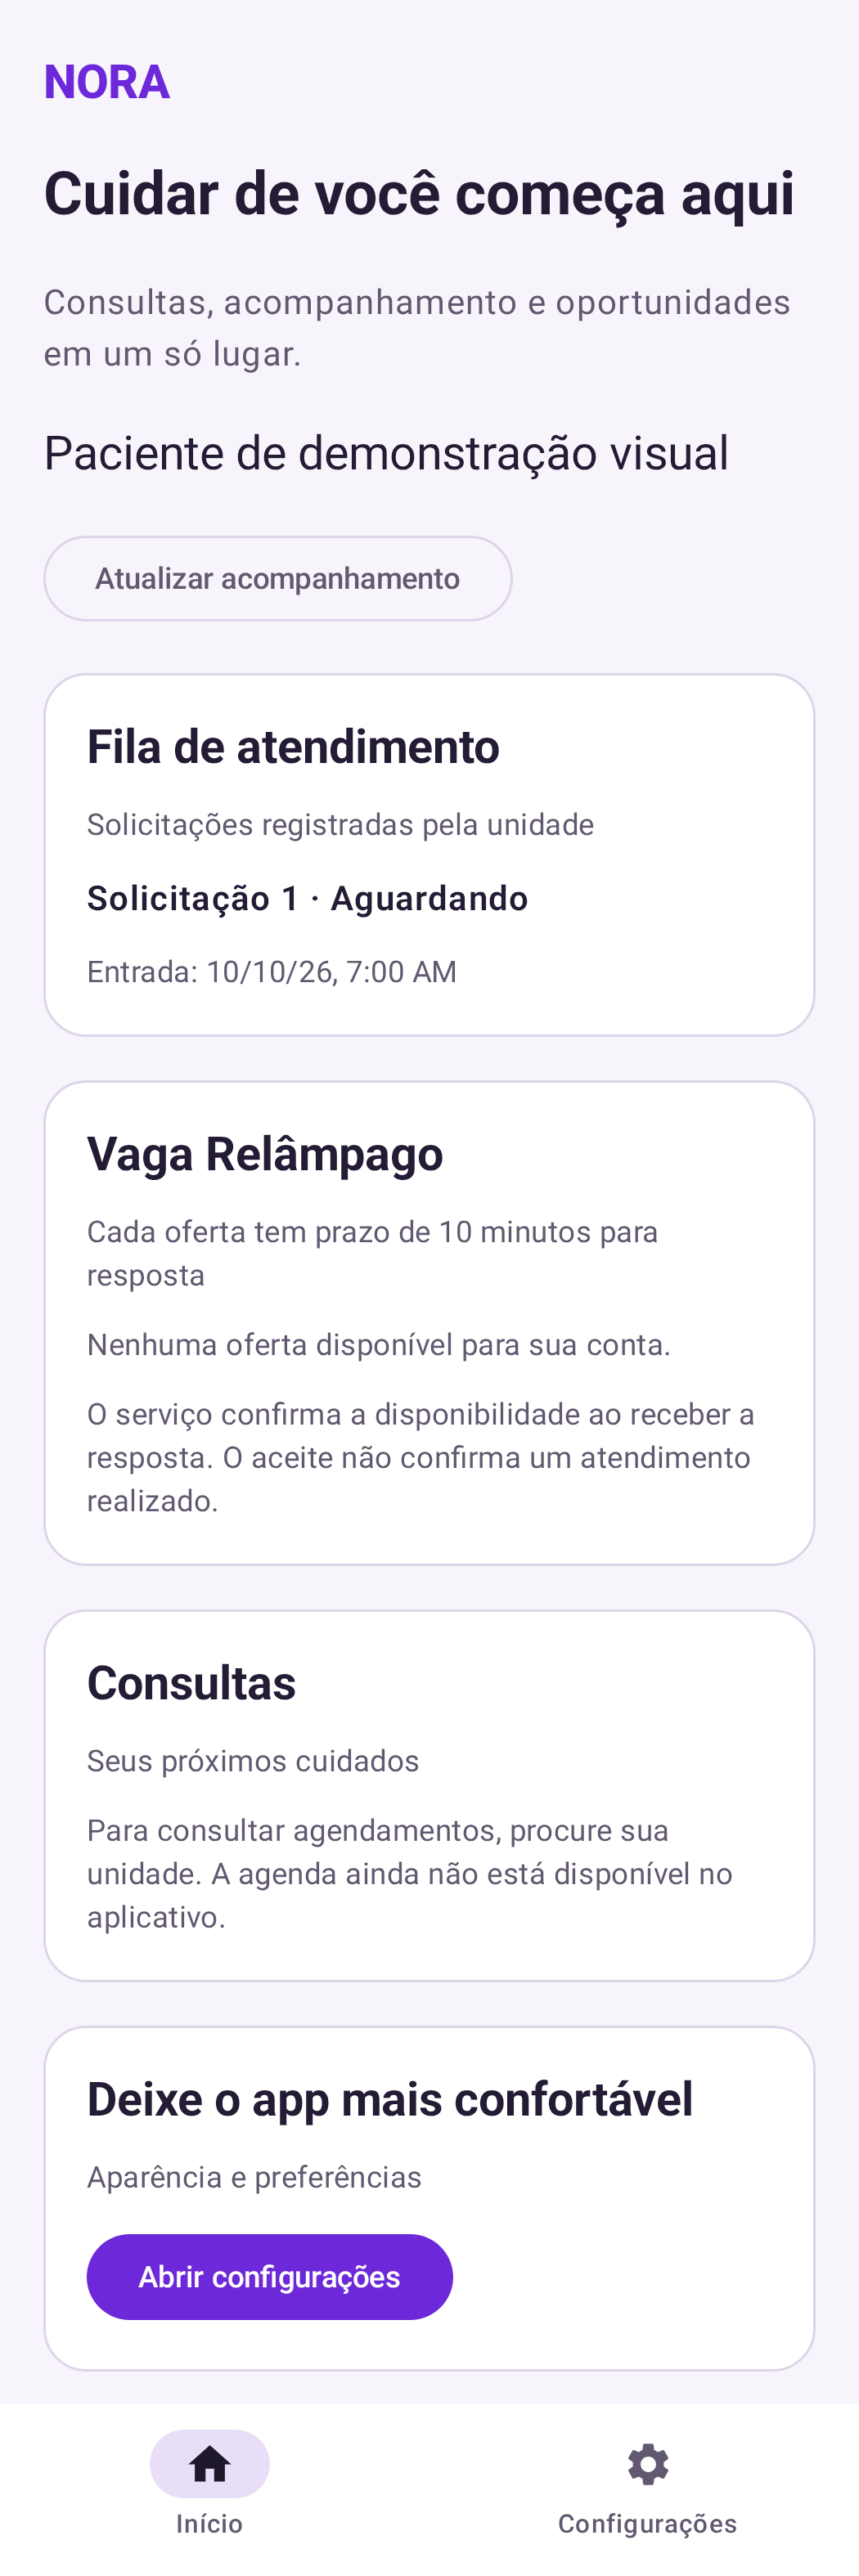 NORA
Cuidar de você começa aqui
Consultas, acompanhamento e oportunidades
em um só lugar.
Paciente de demonstração visual
Atualizar acompanhamento
Fila de atendimento
Solicitações registradas pela unidade
Solicitação 1 · Aguardando
Entrada: 10/10/26, 7:00 AM
Vaga Relâmpago
Cada oferta tem prazo de 10 minutos para
resposta
Nenhuma oferta disponível para sua conta.
O serviço confirma a disponibilidade ao receber a
resposta. O aceite não confirma um atendimento
realizado.
Consultas
Seus próximos cuidados
Para consultar agendamentos, procure sua
unidade. A agenda ainda não está disponível no
aplicativo.
Deixe o app mais confortável
Aparência e preferências
Abrir configurações
Início
Configurações